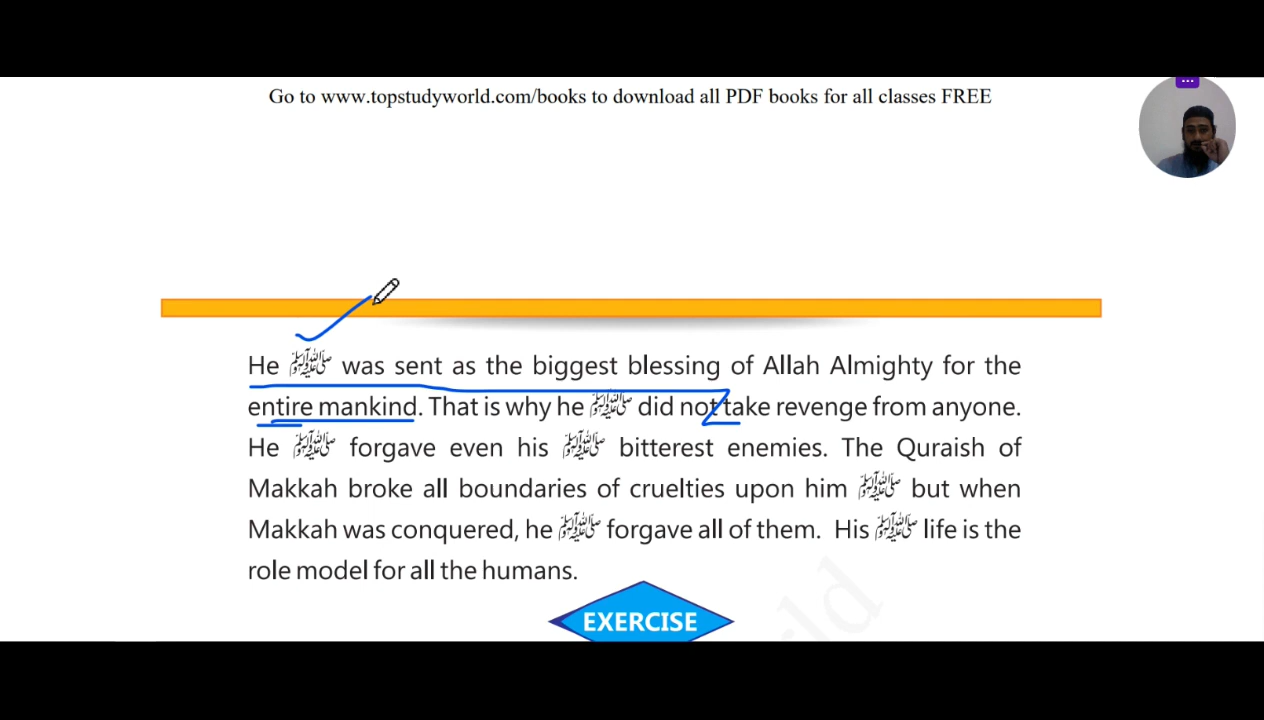 Go to www.topstudyworld.com/books to download all PDF books for all classes FREE
He ﷺ was sent as the biggest blessing of Allah Almighty for the
entire mankind. That is why he ﷺ did not take revenge from anyone.
He ﷺ forgave even his ﷺ bitterest enemies. The Quraish of
Makkah broke all boundaries of cruelties upon him ﷺ but when
Makkah was conquered, he ﷺ forgave all of them. His ﷺ life is the
role model for all the humans.
EXERCISE